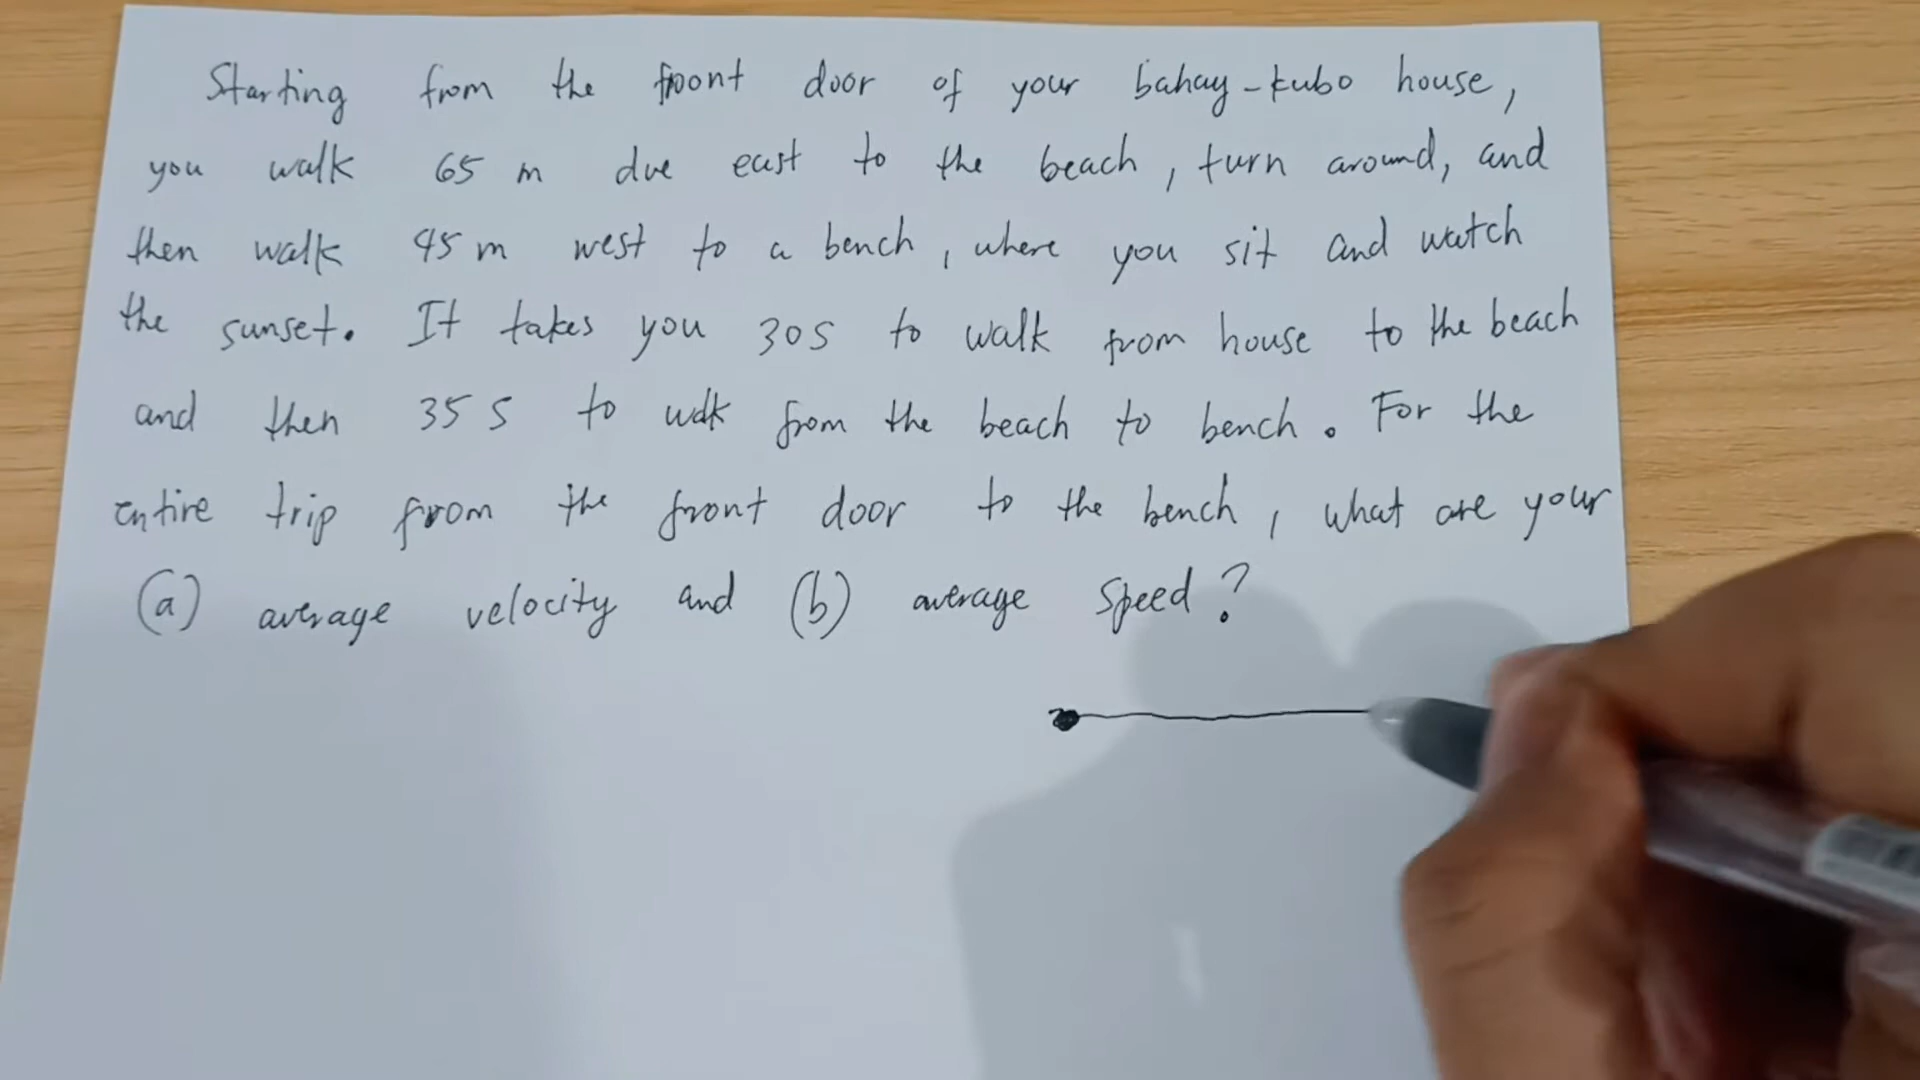 Starting from the front door of your bahay-kubo house,
you walk 65 m due east to the beach, turn around, and
then walk 45 m west to a bench, where you sit and watch
the sunset. It takes you 30s to walk from house to the beach
and then 35 s to walk from the beach to bench. For the
entire trip from the front door to the bench, what are your
(a) average velocity and (b) average speed?